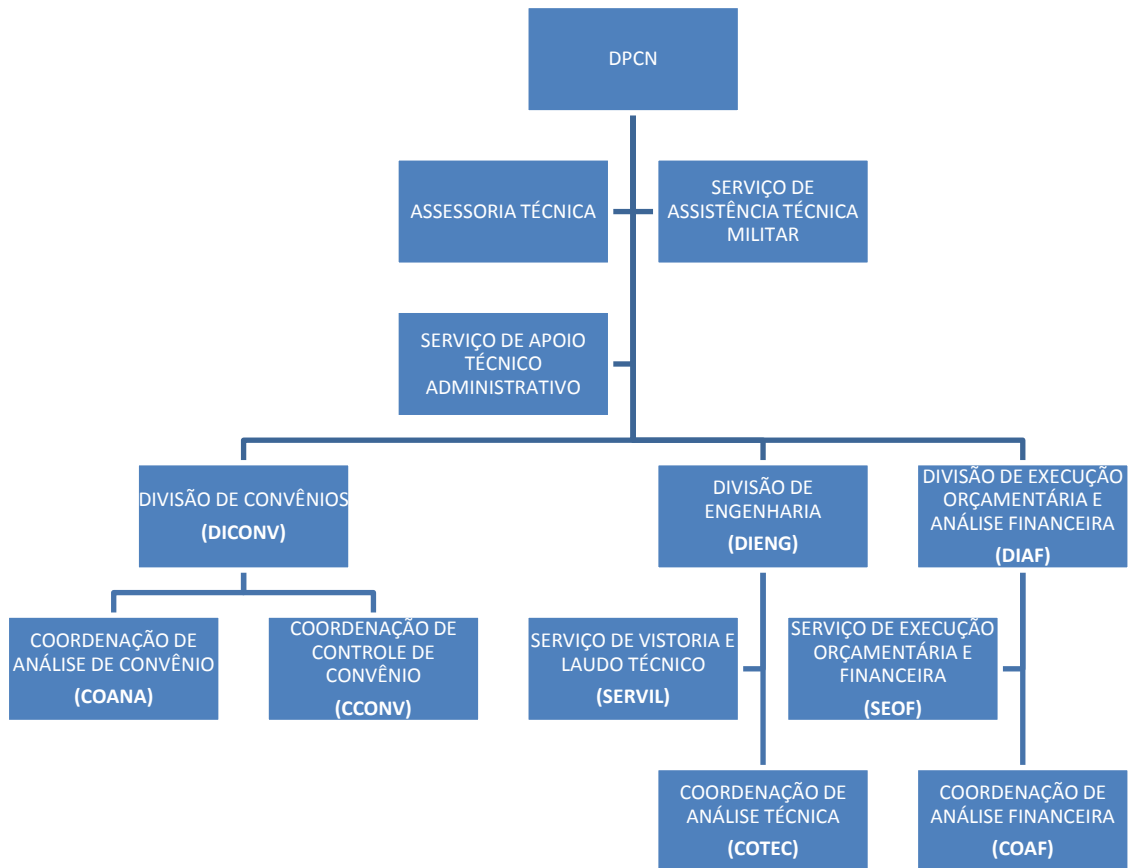 DPCN
ASSESSORIA TÉCNICA
SERVIÇO DE
ASSISTÊNCIA TÉCNICA
MILITAR
SERVIÇO DE APOIO
TÉCNICO
ADMINISTRATIVO
DIVISÃO DE CONVÊNIOS
(DICONV)
DIVISÃO DE
ENGENHARIA
(DIENG)
DIVISÃO DE EXECUÇÃO
ORÇAMENTÁRIA E
ANÁLISE FINANCEIRA
(DIAF)
COORDENAÇÃO DE
ANÁLISE DE CONVÊNIO
(COANA)
COORDENAÇÃO DE
CONTROLE DE
CONVÊNIO
(CCONV)
SERVIÇO DE VISTORIA E
LAUDO TÉCNICO
(SERVIL)
SERVIÇO DE EXECUÇÃO
ORÇAMENTÁRIA E
FINANCEIRA
(SEOF)
COORDENAÇÃO DE
ANÁLISE TÉCNICA
(COTEC)
COORDENAÇÃO DE
ANÁLISE FINANCEIRA
(COAF)